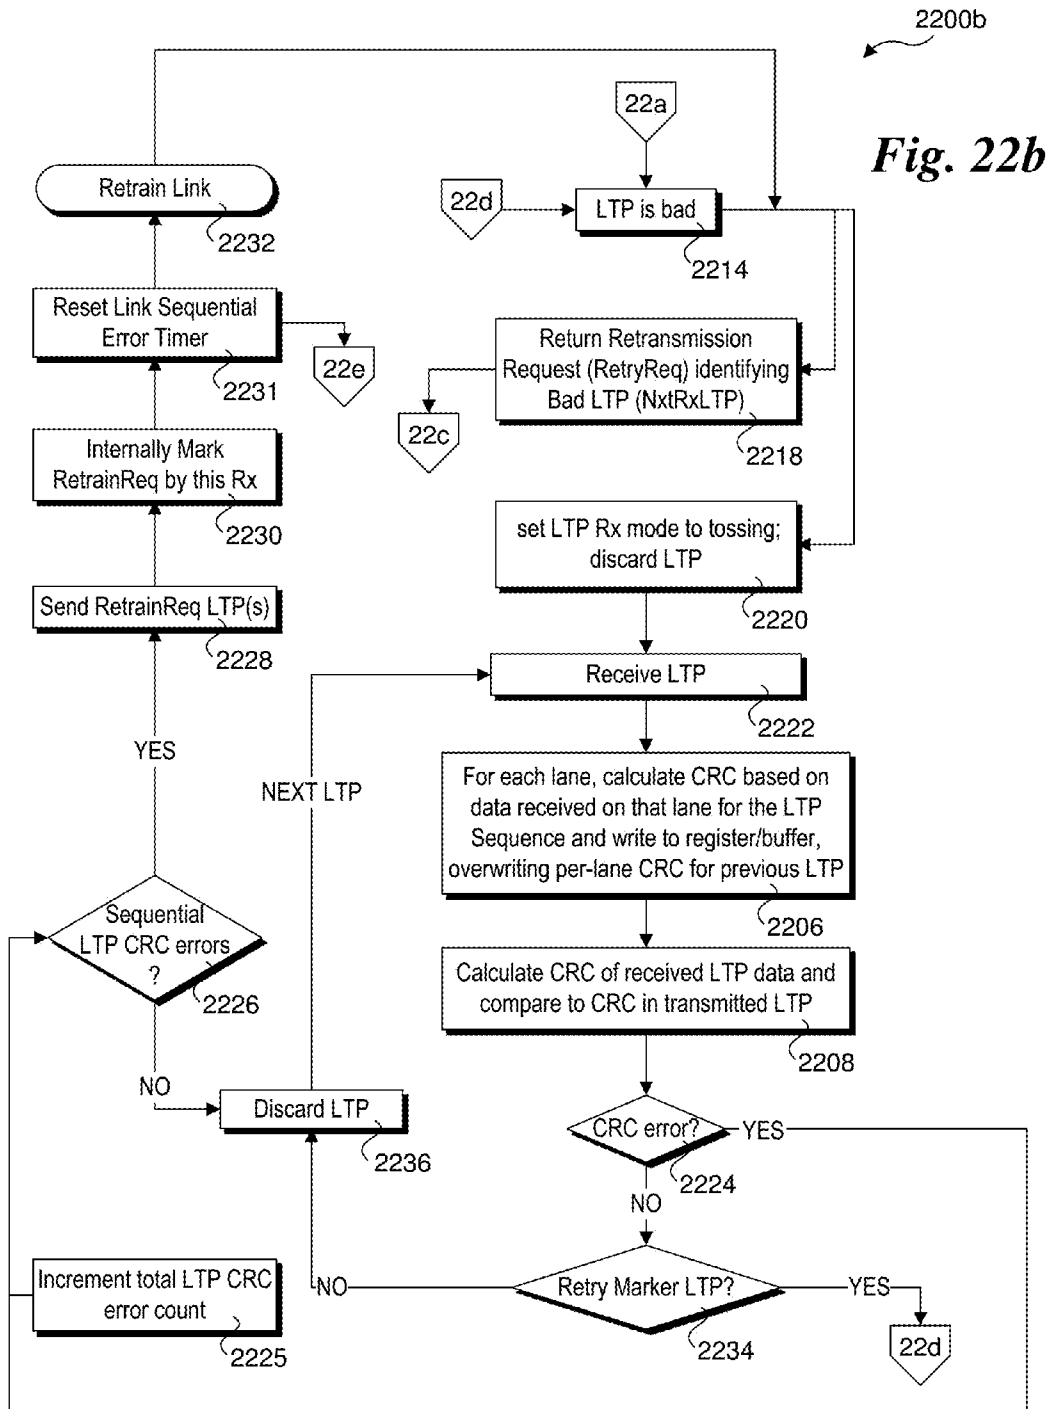 2200b
Fig. 22b
22a
Retrain Link
2232
22d
LTP is bad
2214
Reset Link Sequential
Error Timer
2231
22e
Return Retransmission
Request (RetryReq) identifying
Bad LTP (NxtRxLTP)
2218
22c
Internally Mark
RetrainReq by this Rx
2230
set LTP Rx mode to tossing;
discard LTP
2220
Send RetrainReq LTP(s)
2228
Receive LTP
2222
YES
NEXT LTP
For each lane, calculate CRC based on
data received on that lane for the LTP
Sequence and write to register/buffer,
overwriting per-lane CRC for previous LTP
2206
Sequential
LTP CRC errors
?
2226
Calculate CRC of received LTP data and
compare to CRC in transmitted LTP
2208
NO
Discard LTP
2236
CRC error?
YES
2224
NO
Increment total LTP CRC
error count
2225
NO
Retry Marker LTP?
YES
2234
22d